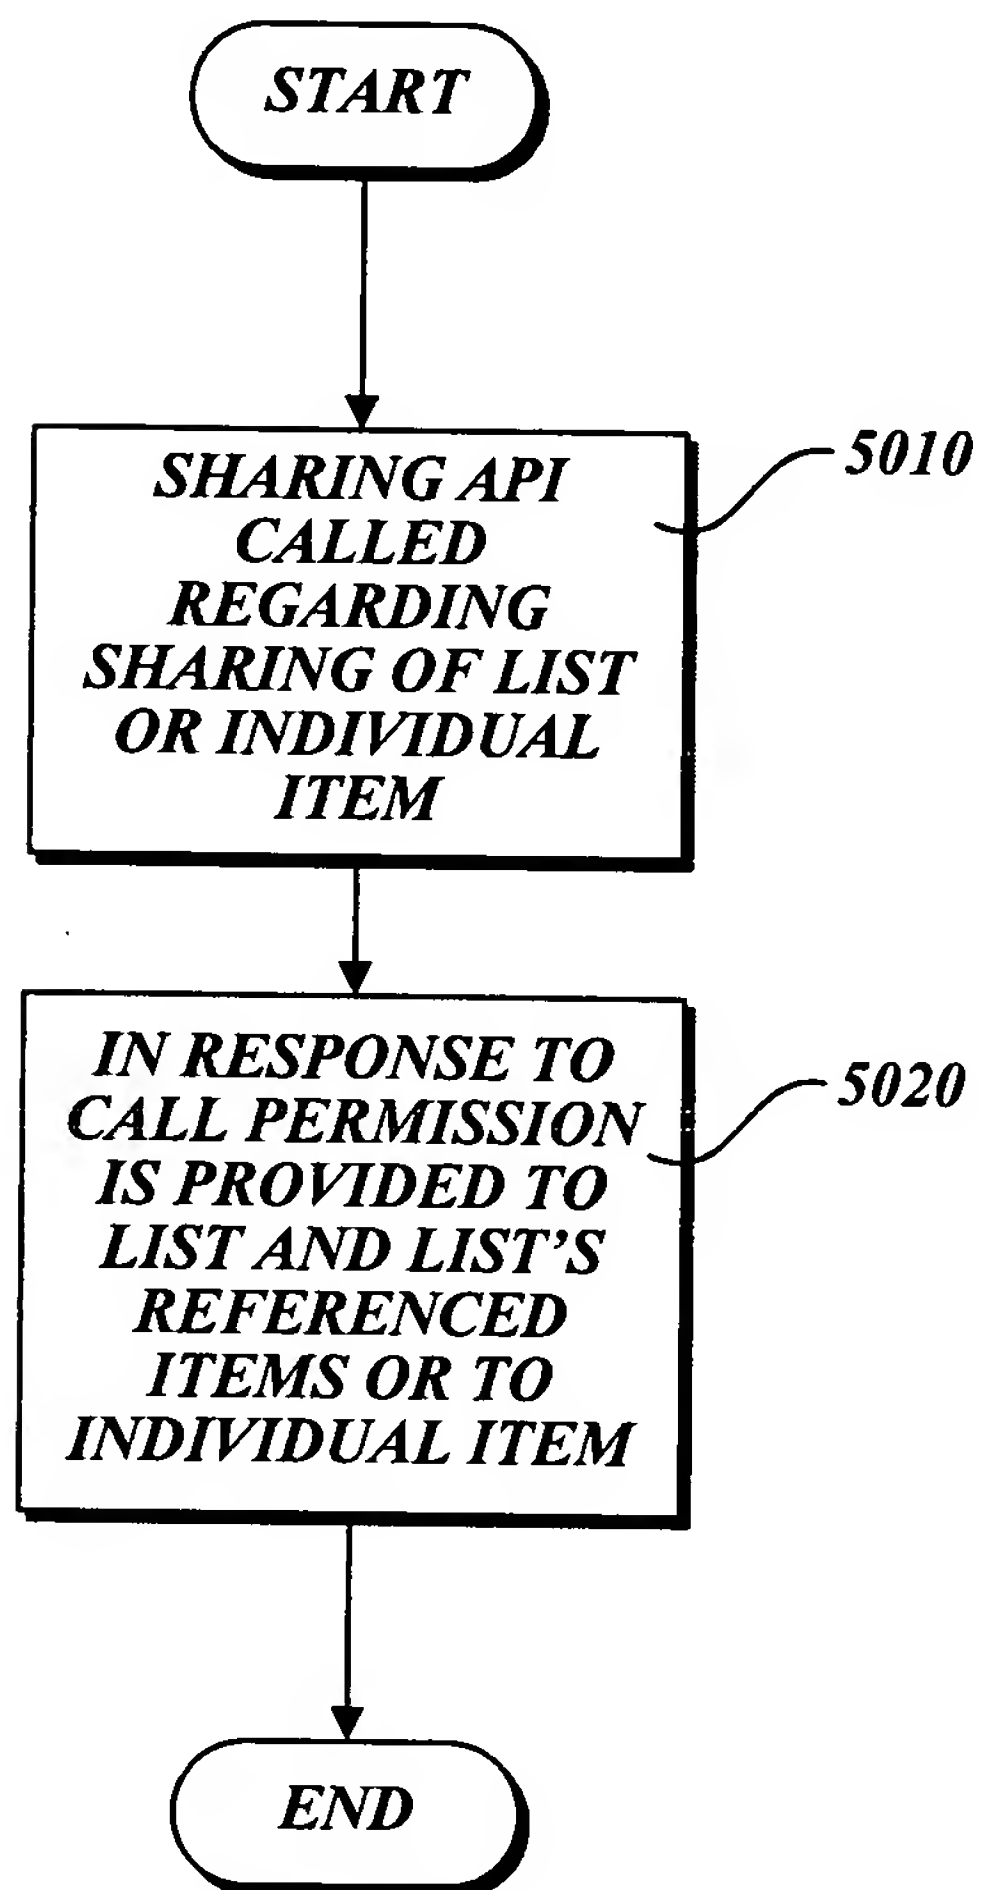 START
SHARING API
CALLED
REGARDING
SHARING OF LIST
OR INDIVIDUAL
ITEM
5010
IN RESPONSE TO
CALL PERMISSION
IS PROVIDED TO
LIST AND LIST'S
REFERENCED
ITEMS OR TO
INDIVIDUAL ITEM
5020
END